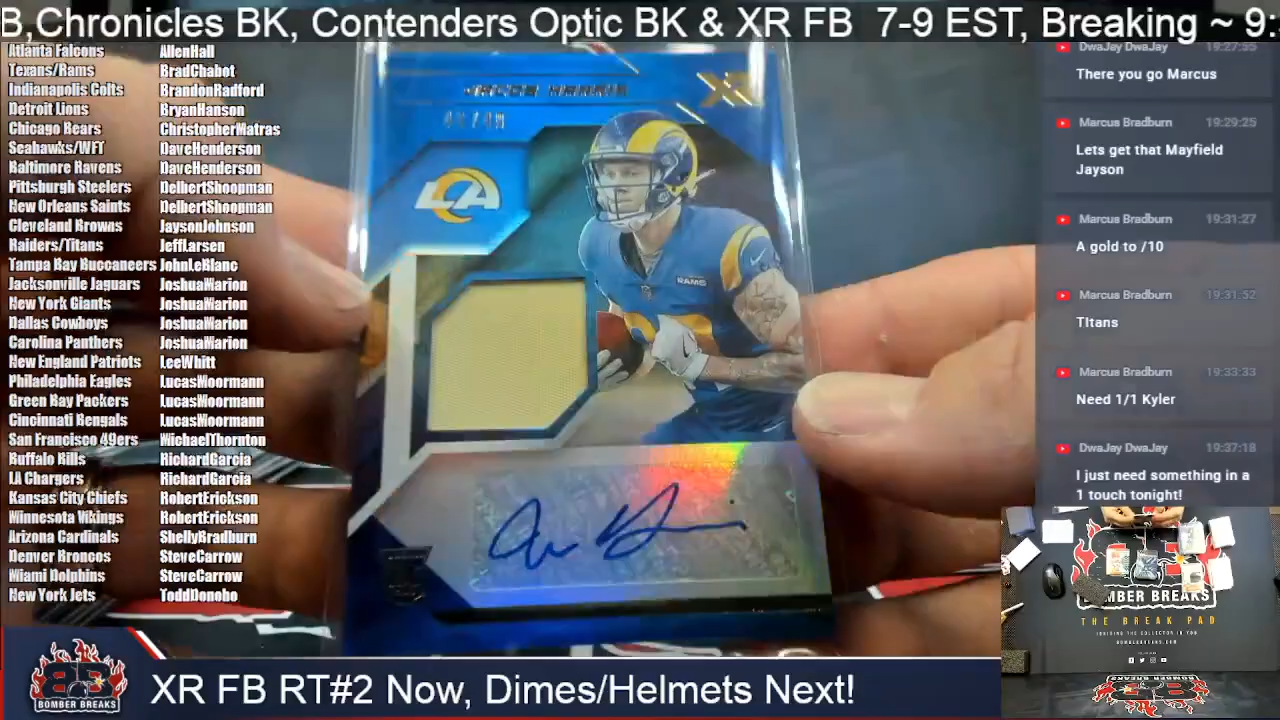 B,Chronicles BK, Contenders Optic BK & XR FB 7-9 EST, Breaking ~ 9:
Atlanta Falcons AllenHall
Texans/Rams BradChabot
Indianapolis Colts BrandonRadford
Detroit Lions BryanHanson
Chicago Bears ChristopherMatras
Seahawks/WFT DaveHenderson
Baltimore Ravens DaveHenderson
Pittsburgh Steelers DelbertShoopman
New Orleans Saints DelbertShoopman
Cleveland Browns JaysonJohnson
Raiders/Titans JeffLarsen
Tampa Bay Buccaneers JohnLeBlanc
Jacksonville Jaguars JoshuaMarion
New York Giants JoshuaMarion
Dallas Cowboys JoshuaMarion
Carolina Panthers JoshuaMarion
New England Patriots LeeWhitt
Philadelphia Eagles LucasMoormann
Green Bay Packers LucasMoormann
Cincinnati Bengals LucasMoormann
San Francisco 49ers MichaelThornton
Buffalo Bills RichardGarcia
LA Chargers RichardGarcia
Kansas City Chiefs RobertErickson
Minnesota Vikings RobertErickson
Arizona Cardinals ShellyBradburn
Denver Broncos SteveCarrow
Miami Dolphins SteveCarrow
New York Jets ToddDonoho
JACOB HARRIS
XR
LA
RAMS
DwaJay DwaJay 19:27:55
There you go Marcus
Marcus Bradburn 19:29:25
Lets get that Mayfield
Jayson
Marcus Bradburn 19:31:27
A gold to /10
Marcus Bradburn 19:31:52
TItans
Marcus Bradburn 19:33:33
Need 1/1 Kyler
DwaJay DwaJay 19:37:18
I just need something in a
1 touch tonight!
BOMBER BREAKS
THE BREAK PAD
BOMBER BREAKS
XR FB RT#2 Now, Dimes/Helmets Next!